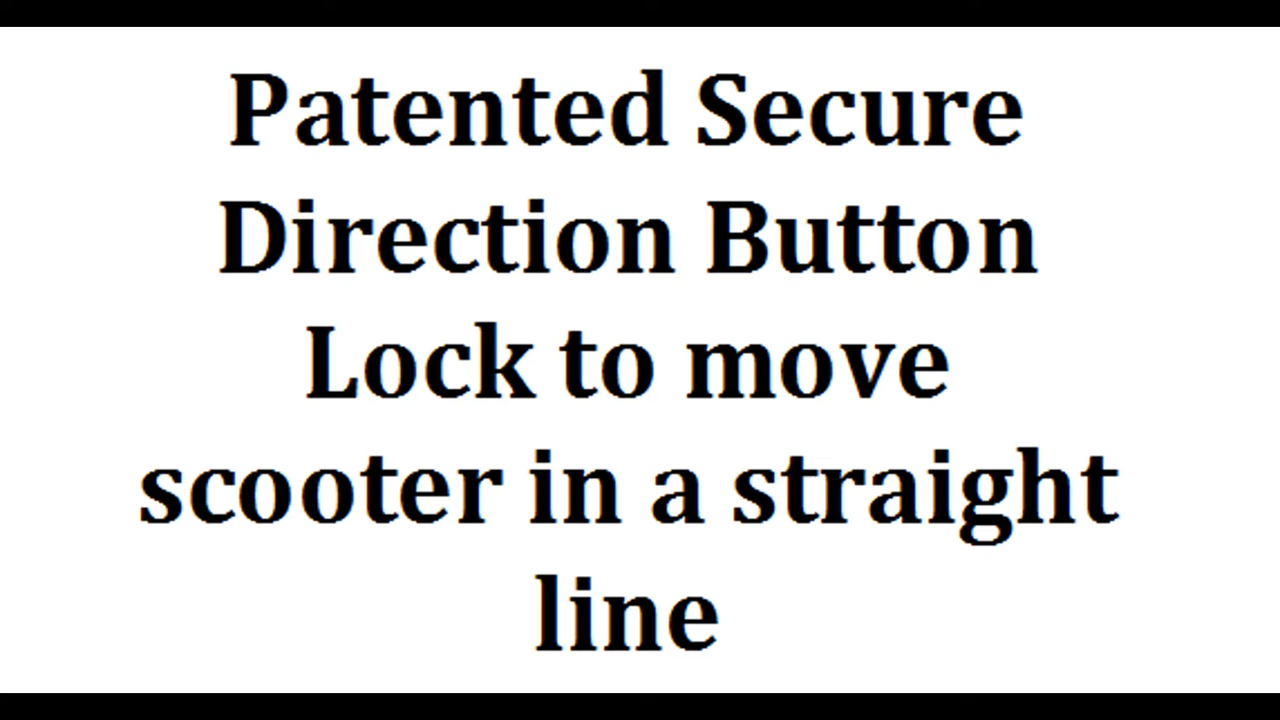 Patented Secure
Direction Button
Lock to move
scooter in a straight
line